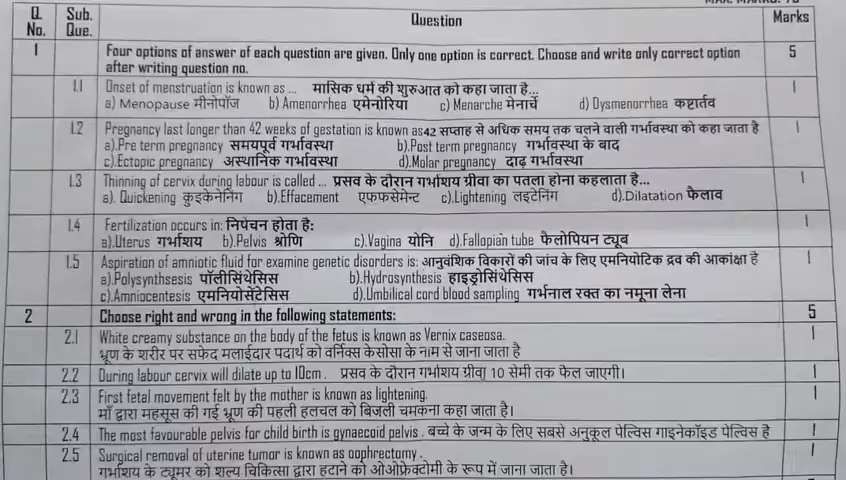 Q. No. Sub. Que. Question Marks
1 Four options of answer of each question are given. Only one option is correct. Choose and write only correct option 5
after writing question no.
1.1 Onset of menstruation is known as ... मासिक धर्म की शुरुआत को कहा जाता है... 1
a) Menopause मीनोपॉज b) Amenorrhea एमेनोरिया c) Menarche मेनार्चे d) Dysmenorrhea कष्टार्तव
1.2 Pregnancy last longer than 42 weeks of gestation is known as42 सप्ताह से अधिक समय तक चलने वाली गर्भावस्था को कहा जाता है 1
a).Pre term pregnancy समयपूर्व गर्भावस्था b).Post term pregnancy गर्भावस्था के बाद
c).Ectopic pregnancy अस्थानिक गर्भावस्था d).Molar pregnancy दाढ़ गर्भावस्था
1.3 Thinning of cervix during labour is called ... प्रसव के दौरान गर्भाशय ग्रीवा का पतला होना कहलाता है... 1
a). Quickening कुइकेनेनिंग b).Effacement एफफसेमेन्ट c).Lightening लइटेनिंग d).Dilatation फैलाव
1.4 Fertilization occurs in: निषेचन होता है: 1
a).Uterus गर्भाशय b).Pelvis श्रोणि c).Vagina योनि d).Fallopian tube फैलोपियन ट्यूब
1.5 Aspiration of amniotic fluid for examine genetic disorders is: आनुवंशिक विकारों की जांच के लिए एमनियोटिक द्रव की आकांक्षा है 1
a).Polysynthsesis पॉलीसिंथेसिस b).Hydrosynthesis हाइड्रोसिंथेसिस
c).Amniocentesis एमनियोसेंटेसिस d).Umbilical cord blood sampling गर्भनाल रक्त का नमूना लेना
2 Choose right and wrong in the following statements: 5
2.1 White creamy substance on the body of the fetus is known as Vernix caseosa. 1
भ्रूण के शरीर पर सफेद मलाईदार पदार्थ को वर्निक्स केसोसा के नाम से जाना जाता है
2.2 During labour cervix will dilate up to 10cm . प्रसव के दौरान गर्भाशय ग्रीवा 10 सेमी तक फैल जाएगी। 1
2.3 First fetal movement felt by the mother is known as lightening. 1
माँ द्वारा महसूस की गई भ्रूण की पहली हलचल को बिजली चमकना कहा जाता है।
2.4 The most favourable pelvis for child birth is gynaecoid pelvis . बच्चे के जन्म के लिए सबसे अनुकूल पेल्विस गाइनेकॉइड पेल्विस है 1
2.5 Surgical removal of uterine tumor is known as oophrectomy . 1
गर्भाशय के ट्यूमर को शल्य चिकित्सा द्वारा हटाने को ओओफ्रेक्टोमी के रूप में जाना जाता है।